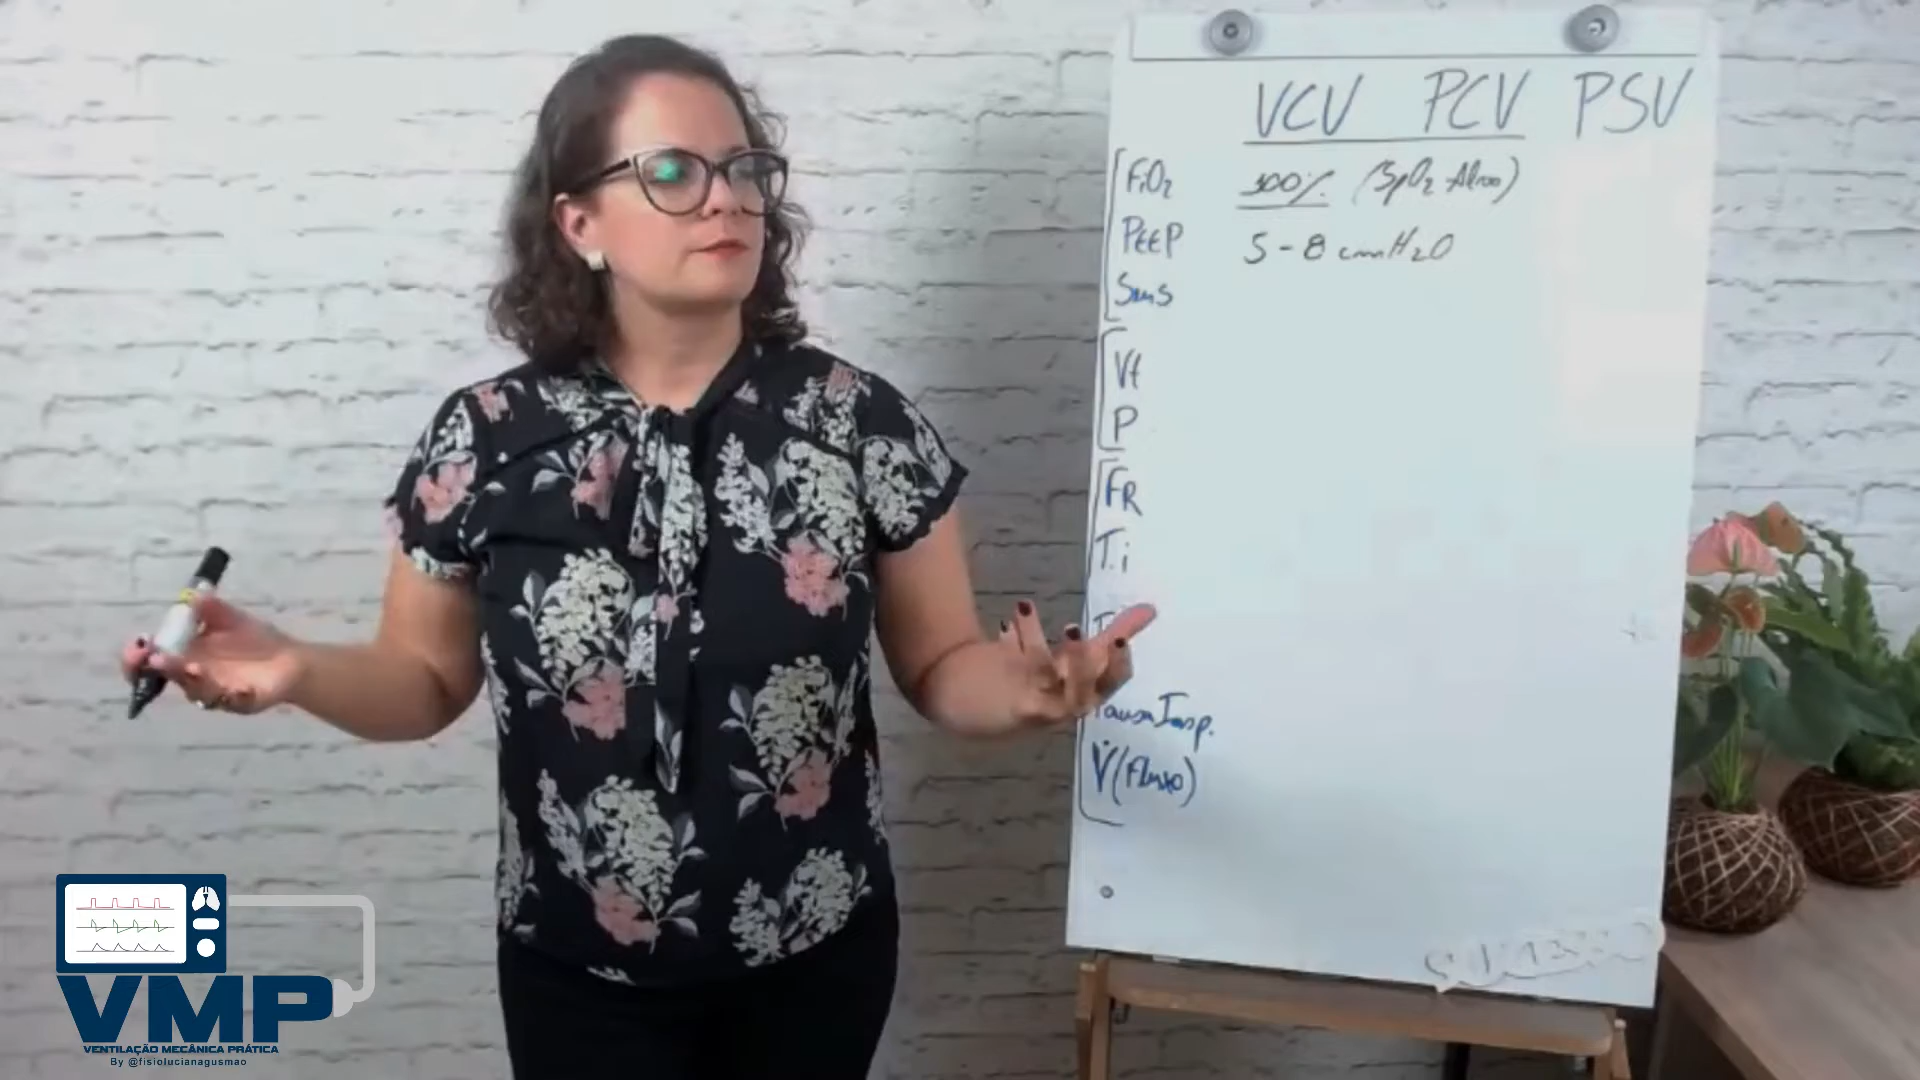 VCV PCV PSV
FiO2 100% (SpO2 Alvo)
PEEP 5-8 cmH2O
Sens
Vt
P
FR
T.i
Pausa Insp.
V̇ (Fluxo)
VMP
VENTILAÇÃO MECÂNICA PRÁTICA
By @fisiolucianagusmao